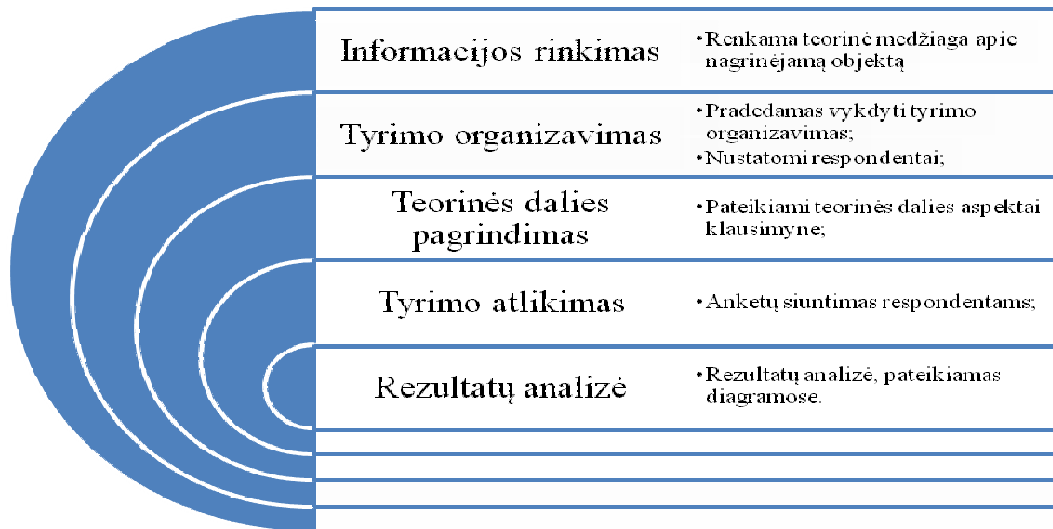 Informacijos rinkimas
• Renkama teorinė medžiaga apie
nagrinėjamą objektą
Tyrimo organizavimas
• Pradedamas vykdyti tyrimo
organizavimas;
• Nustatomi respondentai;
Teorinės dalies
pagrindimas
• Pateikiami teorinės dalies aspektai
klausimyne;
Tyrimo atlikimas
• Anketų siuntimas respondentams;
Rezultatų analizė
• Rezultatų analizė, pateikiamas
diagramose.